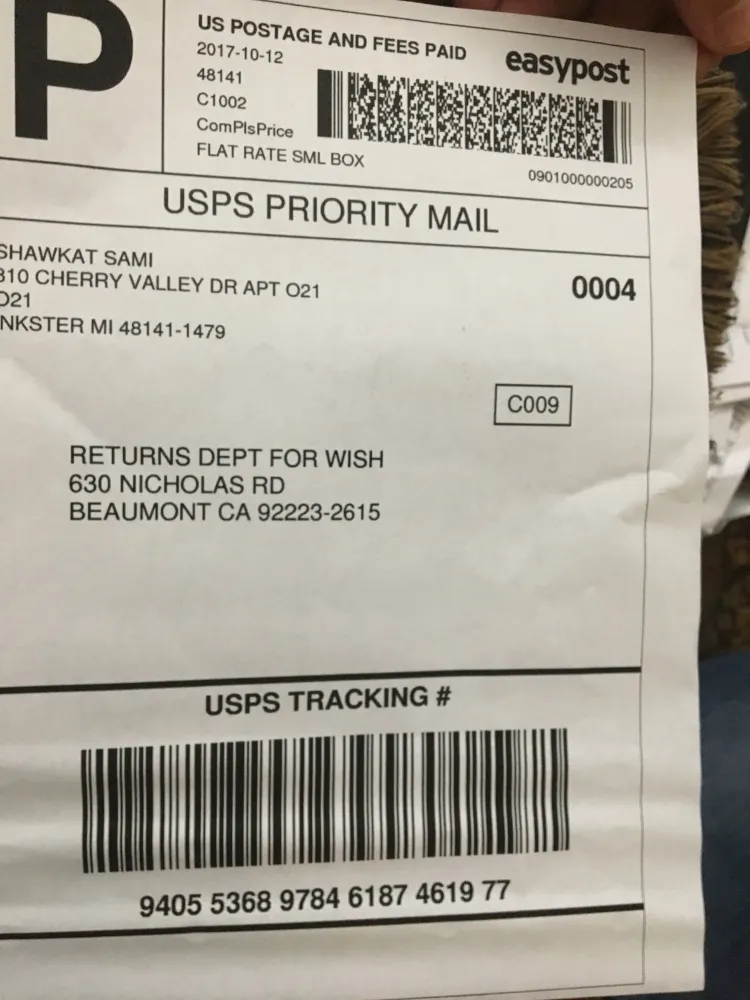 P
US POSTAGE AND FEES PAID
easypost
2017-10-12
48141
C1002
ComPlsPrice
FLAT RATE SML BOX
0901000000205
USPS PRIORITY MAIL
SHAWKAT SAMI
310 CHERRY VALLEY DR APT O21
O21
NKSTER MI 48141-1479
0004
C009
RETURNS DEPT FOR WISH
630 NICHOLAS RD
BEAUMONT CA 92223-2615
USPS TRACKING #
9405 5368 9784 6187 4619 77